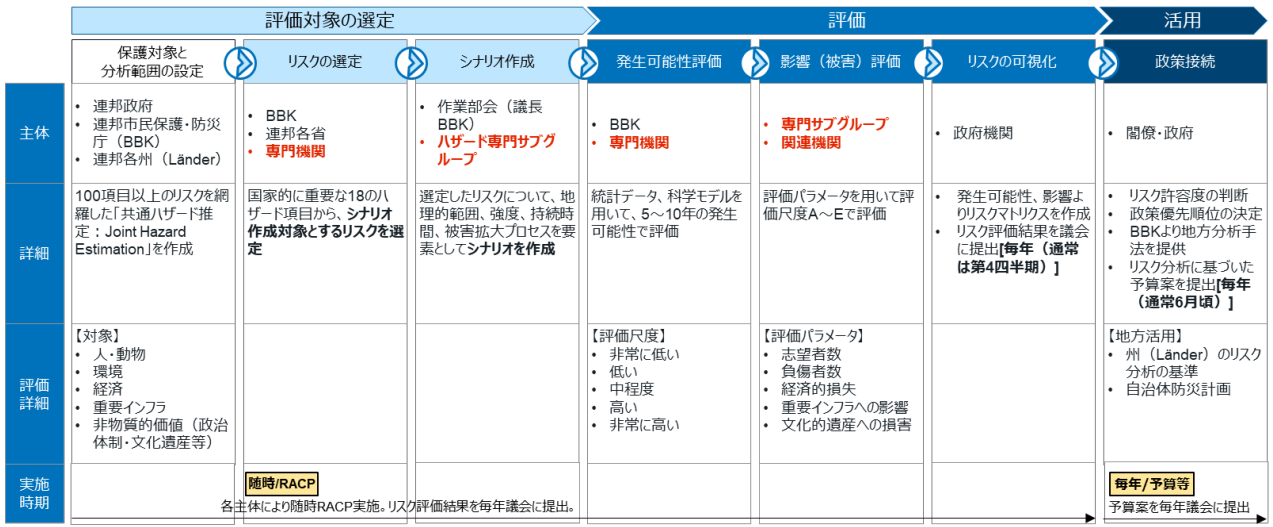 評価対象の選定
評価
活用
保護対象と
分析範囲の設定
リスクの選定
シナリオ作成
発生可能性評価
影響（被害）評価
リスクの可視化
政策接続
主体
• 連邦政府
• 連邦市民保護・防災
庁（BBK）
• 連邦各州（Länder）
• BBK
• 連邦各省
• 専門機関
• 作業部会（議長
BBK）
• ハザード専門サブグ
ループ
• BBK
• 専門機関
• 専門サブグループ
• 関連機関
• 政府機関
• 閣僚・政府
詳細
100項目以上のリスクを網
羅した「共通ハザード推
定：Joint Hazard
Estimation」を作成
国家的に重要な18のハ
ザード項目から、シナリオ
作成対象とするリスクを選
定
選定したリスクについて、地
理的範囲、強度、持続時
間、被害拡大プロセスを要
素としてシナリオを作成
統計データ、科学モデルを
用いて、5～10年の発生
可能性で評価
評価パラメータを用いて評
価尺度A～Eで評価
• 発生可能性、影響よ
りリスクマトリクスを作成
• リスク評価結果を議会
に提出[毎年（通常
は第4四半期）]
• リスク許容度の判断
• 政策優先順位の決定
• BBKより地方分析手
法を提供
• リスク分析に基づいた
予算案を提出[毎年
（通常6月頃）]
評価
詳細
【対象】
• 人・動物
• 環境
• 経済
• 重要インフラ
• 非物質的価値（政治
体制・文化遺産等）
【評価尺度】
• 非常に低い
• 低い
• 中程度
• 高い
• 非常に高い
【評価パラメータ】
• 志望者数
• 負傷者数
• 経済的損失
• 重要インフラへの影響
• 文化的遺産への損害
【地方活用】
• 州（Länder）のリスク
分析の基準
• 自治体防災計画
実施
時期
随時/RACP
各主体により随時RACP実施。リスク評価結果を毎年議会に提出。
毎年/予算等
予算案を毎年議会に提出